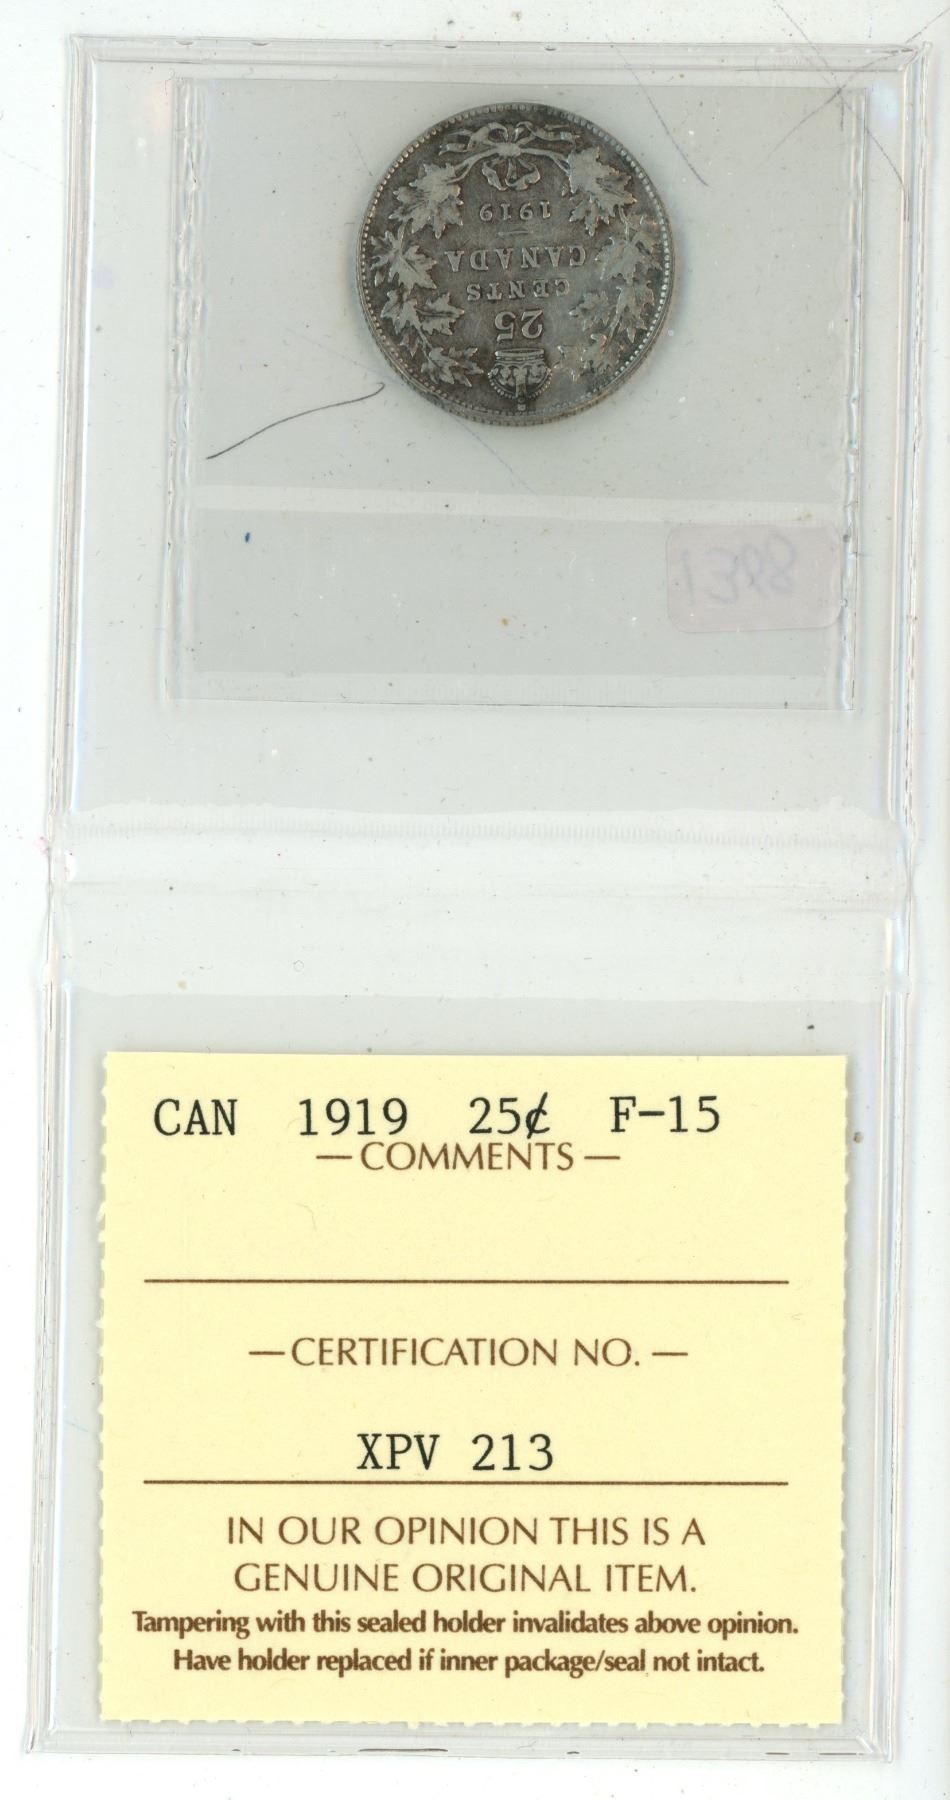 25
CENTS
CANADA
1919
CAN 1919 25¢ F-15
—COMMENTS—
—CERTIFICATION NO.—
XPV 213
IN OUR OPINION THIS IS A
GENUINE ORIGINAL ITEM.
Tampering with this sealed holder invalidates above opinion.
Have holder replaced if inner package/seal not intact.